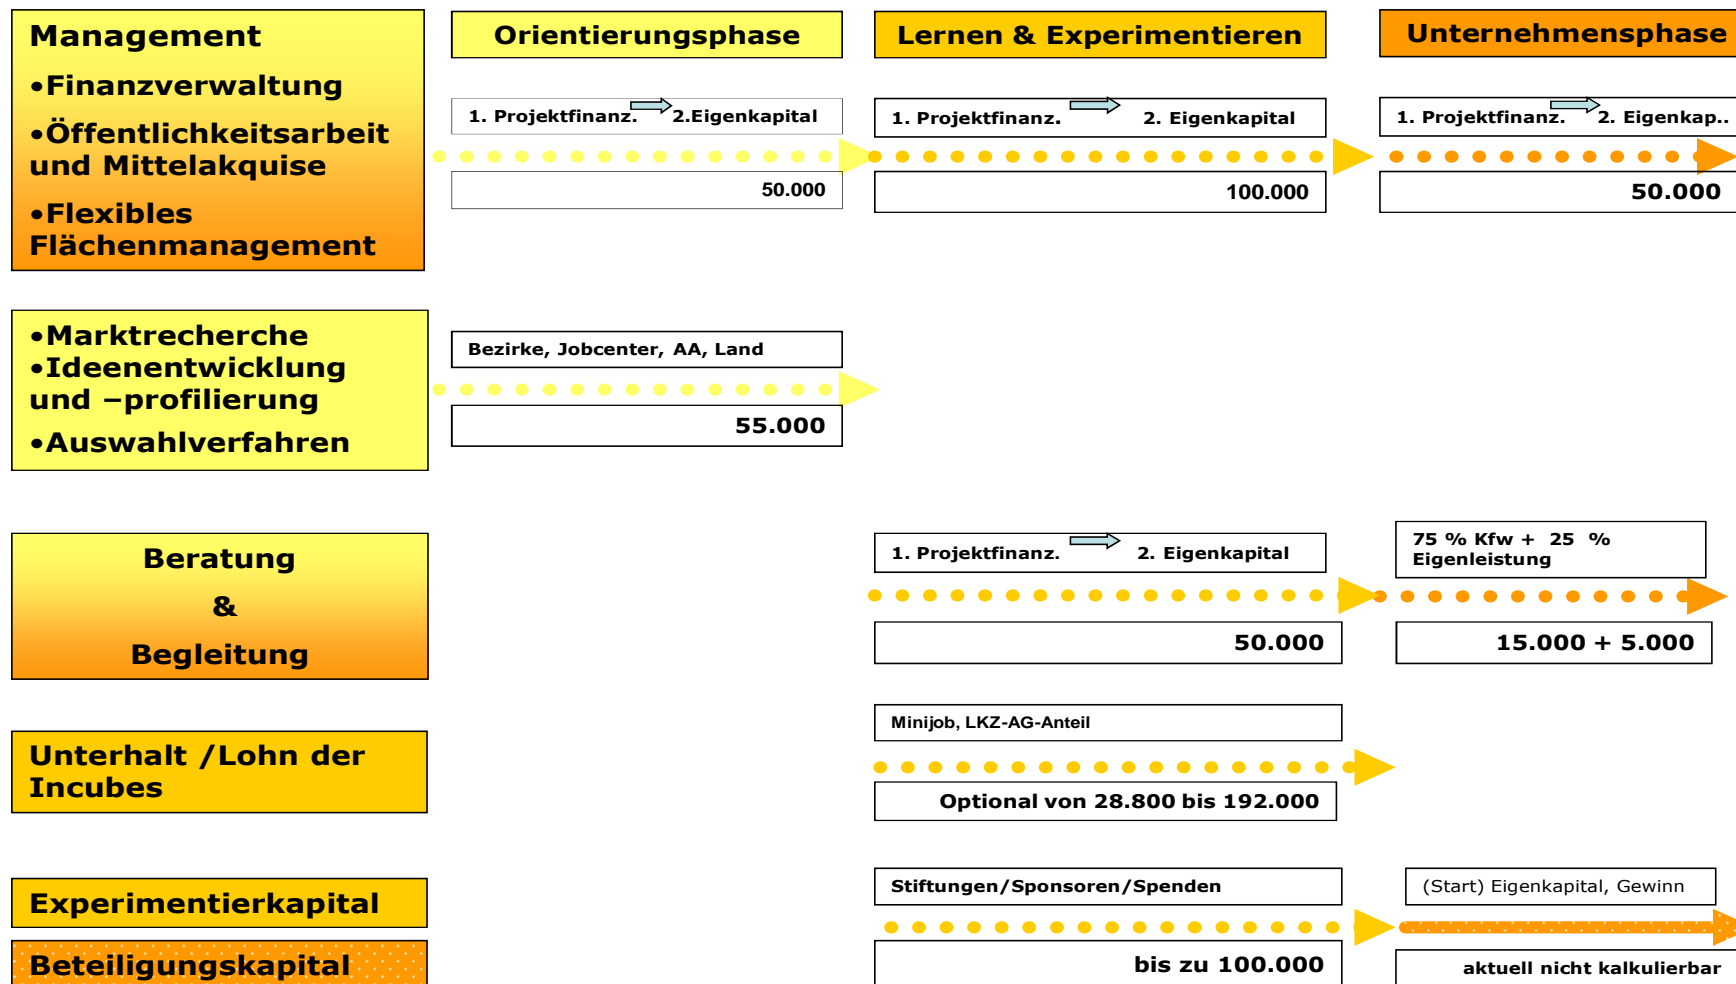 Management
•Finanzverwaltung
•Öffentlichkeitsarbeit
und Mittelakquise
•Flexibles
Flächenmanagement
Orientierungsphase
Lernen & Experimentieren
Unternehmensphase
1. Projektfinanz. 2.Eigenkapital
1. Projektfinanz. 2. Eigenkapital
1. Projektfinanz. 2. Eigenkap..
50.000
100.000
50.000
•Marktrecherche
•Ideenentwicklung
und –profilierung
•Auswahlverfahren
Bezirke, Jobcenter, AA, Land
55.000
Beratung
&
Begleitung
1. Projektfinanz. 2. Eigenkapital
75 % Kfw + 25 %
Eigenleistung
50.000
15.000 + 5.000
Unterhalt /Lohn der
Incubes
Minijob, LKZ-AG-Anteil
Optional von 28.800 bis 192.000
Experimentierkapital
Beteiligungskapital
Stiftungen/Sponsoren/Spenden
(Start) Eigenkapital, Gewinn
bis zu 100.000
aktuell nicht kalkulierbar